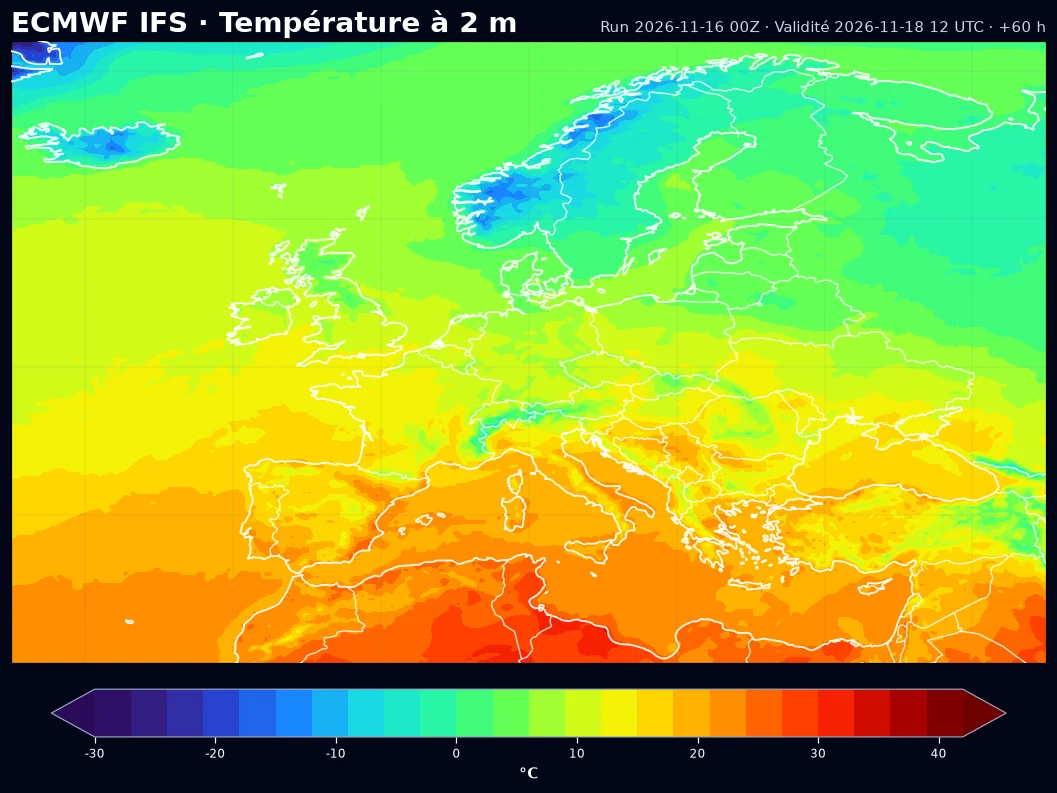 ECMWF IFS · Température à 2 m
Run 2026-11-16 00Z · Validité 2026-11-18 12 UTC · +60 h
-30 -20 -10 0 10 20 30 40
°C